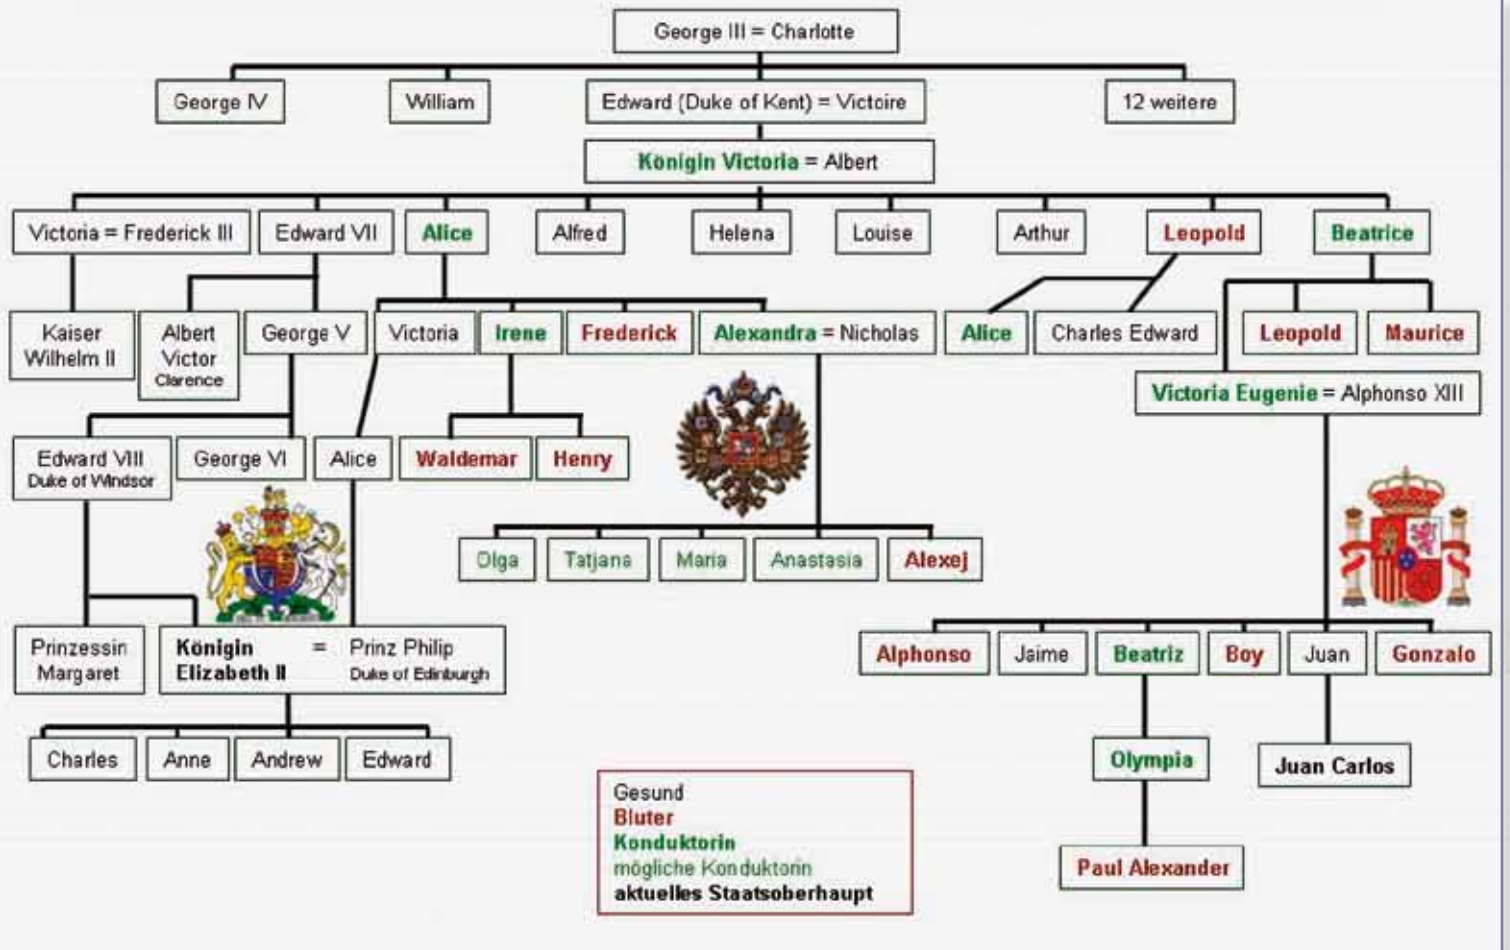 George III = Charlotte
George IV
William
Edward (Duke of Kent) = Victoire
12 weitere
Königin Victoria = Albert
Victoria = Frederick III
Edward VII
Alice
Alfred
Helena
Louise
Arthur
Leopold
Beatrice
Kaiser
Wilhelm II
Albert
Victor
Clarence
George V
Victoria
Irene
Frederick
Alexandra = Nicholas
Alice
Charles Edward
Leopold
Maurice
Victoria Eugenie = Alphonso XIII
Edward VIII
Duke of Windsor
George VI
Alice
Waldemar
Henry
Olga
Tatjana
Maria
Anastasia
Alexej
Prinzessin
Margaret
Königin = Prinz Philip
Elizabeth II Duke of Edinburgh
Alphonso
Jaime
Beatriz
Boy
Juan
Gonzalo
Charles
Anne
Andrew
Edward
Olympia
Juan Carlos
Paul Alexander
Gesund
Bluter
Konduktorin
mögliche Konduktorin
aktuelles Staatsoberhaupt